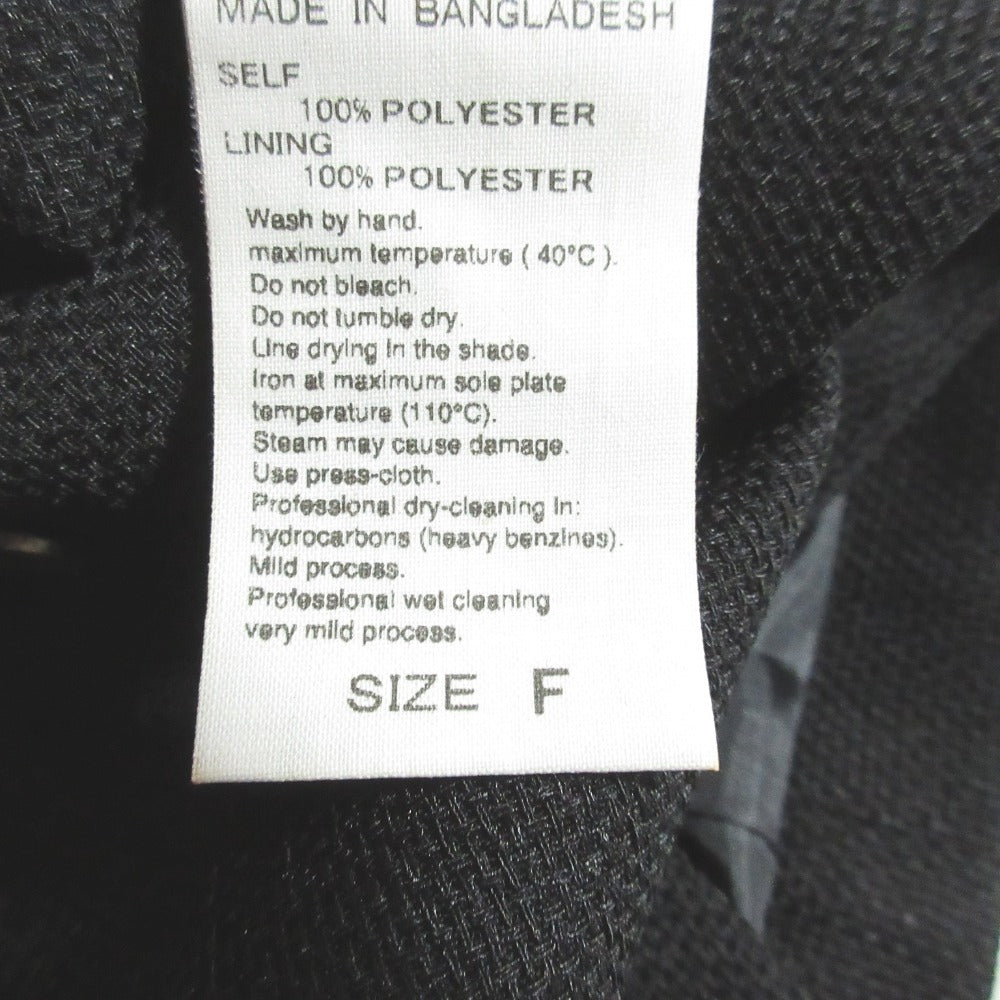 MADE IN BANGLADESH
SELF
100% POLYESTER
LINING
100% POLYESTER
Wash by hand.
maximum temperature ( 40°C ).
Do not bleach.
Do not tumble dry.
Line drying in the shade.
Iron at maximum sole plate
temperature (110°C).
Steam may cause damage.
Use press-cloth.
Professional dry-cleaning in:
hydrocarbons (heavy benzines).
Mild process.
Professional wet cleaning
very mild process.
SIZE F